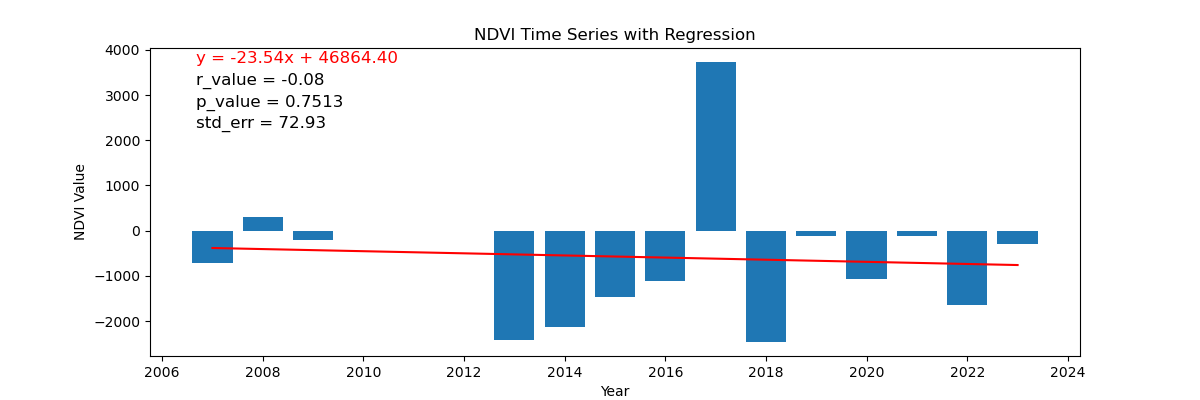 NDVI Time Series with Regression
y = -23.54x + 46864.40
r_value = -0.08
p_value = 0.7513
std_err = 72.93
NDVI Value
4000
3000
2000
1000
0
−1000
−2000
2006 2008 2010 2012 2014 2016 2018 2020 2022 2024
Year